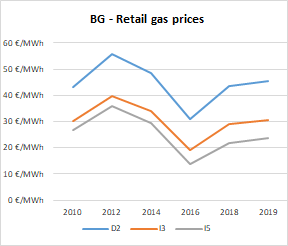 BG - Retail gas prices
60 €/MWh
50 €/MWh
40 €/MWh
30 €/MWh
20 €/MWh
10 €/MWh
0 €/MWh
2010 2012 2014 2016 2018 2019
D2 I3 I5